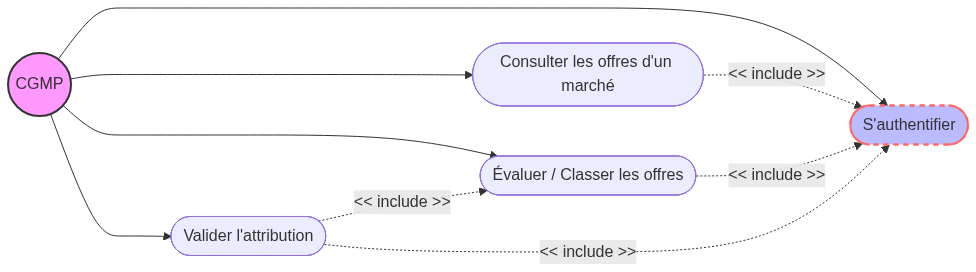 CGMP
Consulter les offres d'un
marché
<< include >>
S'authentifier
Évaluer / Classer les offres
<< include >>
<< include >>
Valider l'attribution
<< include >>